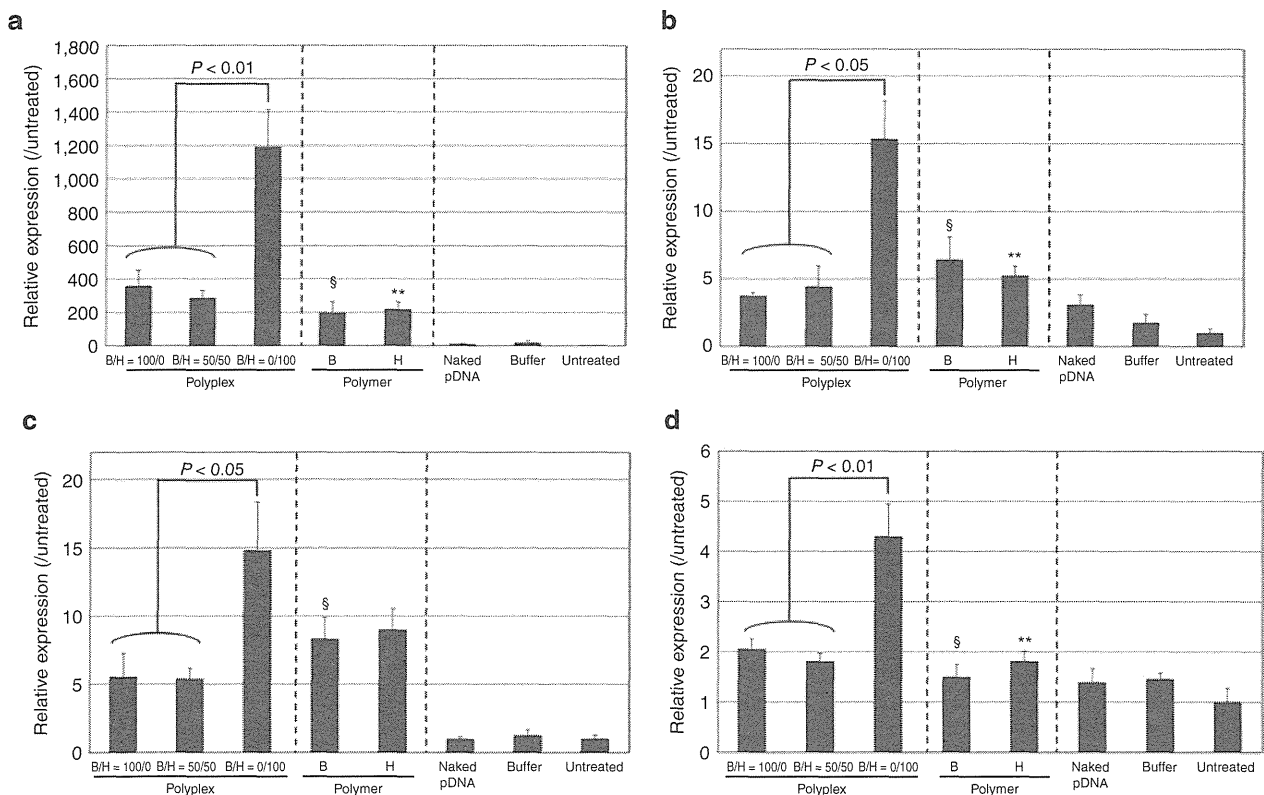 a
Relative expression (/untreated)
1,800
1,600
1,400
1,200
1,000
800
600
400
200
0
P < 0.01
§
**
B/H = 100/0 B/H = 50/50 B/H = 0/100
B H
Naked pDNA
Buffer
Untreated
Polyplex
Polymer
b
Relative expression (/untreated)
20
15
10
5
0
P < 0.05
§
**
B/H = 100/0 B/H = 50/50 B/H= 0/100
B H
Naked pDNA
Buffer
Untreated
Polyplex
Polymer
c
Relative expression (/untreated)
20
15
10
5
0
P < 0.05
§
B/H = 100/0 B/H = 50/50 B/H = 0/100
B H
Naked pDNA
Buffer
Untreated
Polyplex
Polymer
d
Relative expression (/untreated)
6
5
4
3
2
1
0
P < 0.01
§
**
B/H = 100/0 B/H = 50/50 B/H = 0/100
B H
Naked pDNA
Buffer
Untreated
Polyplex
Polymer